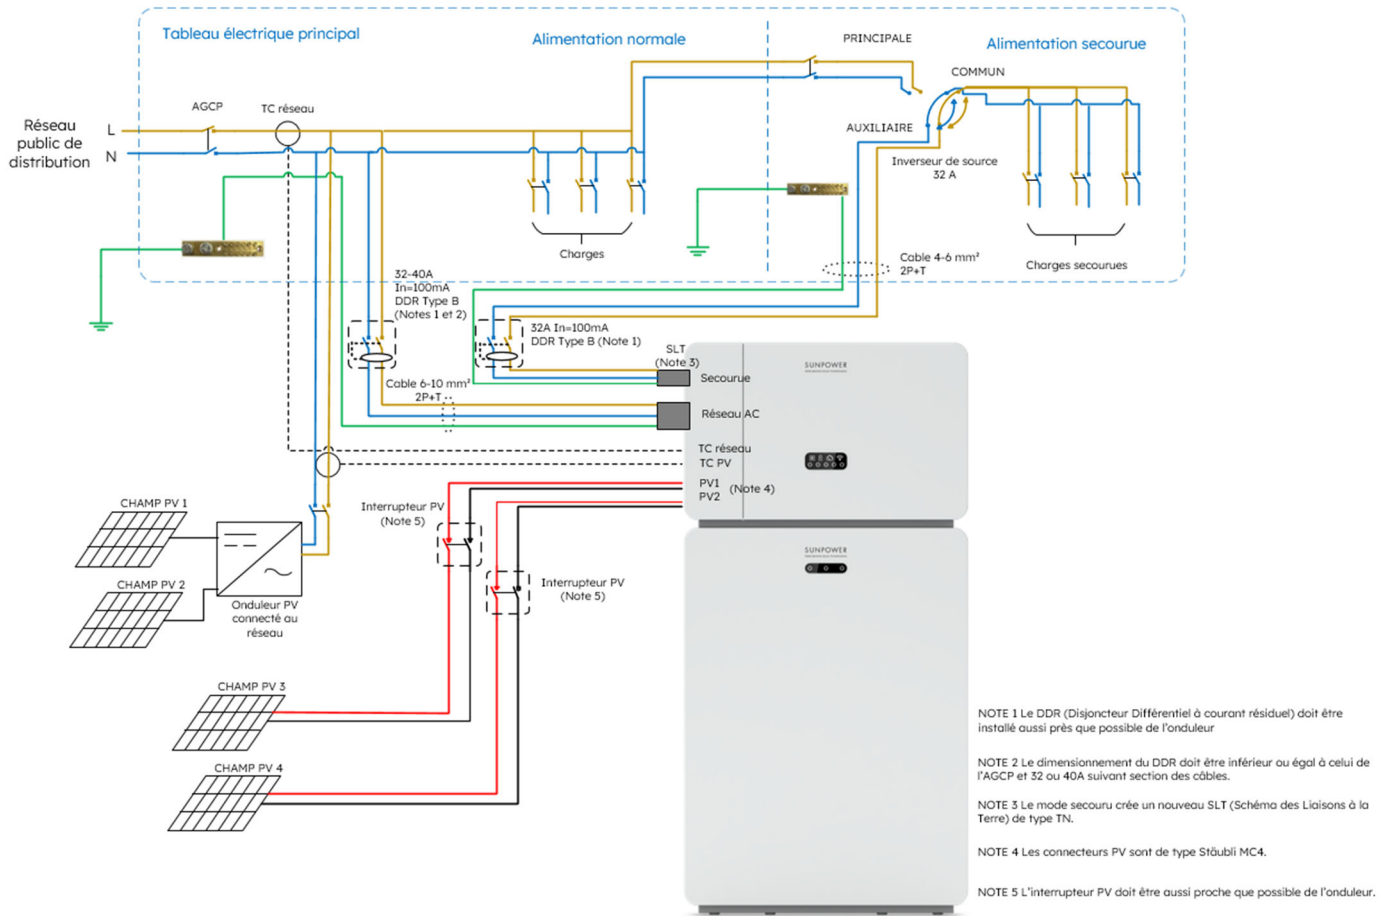 Tableau électrique principal
Alimentation normale
PRINCIPALE
Alimentation secourue
COMMUN
AGCP
TC réseau
Réseau
public de
distribution
L
N
AUXILIAIRE
Inverseur de source
32 A
Charges
Cable 4-6 mm²
2P+T
Charges secourues
32-40A
In=100mA
DDR Type B
(Notes 1 et 2)
32A In=100mA
DDR Type B (Note 1)
SLT
(Note 3)
Secourue
SUNPOWER
Cable 6-10 mm²
2P+T
Réseau AC
TC réseau
TC PV
PV1
PV2
(Note 4)
CHAMP PV 1
Interrupteur PV
(Note 5)
SUNPOWER
CHAMP PV 2
Interrupteur PV
(Note 5)
Onduleur PV
connecté au
réseau
CHAMP PV 3
CHAMP PV 4
NOTE 1 Le DDR (Disjoncteur Différentiel à courant résiduel) doit être
installé aussi près que possible de l'onduleur
NOTE 2 Le dimensionnement du DDR doit être inférieur ou égal à celui de
l'AGCP et 32 ou 40A suivant section des câbles.
NOTE 3 Le mode secouru crée un nouveau SLT (Schéma des Liaisons à la
Terre) de type TN.
NOTE 4 Les connecteurs PV sont de type Stäubli MC4.
NOTE 5 L'interrupteur PV doit être aussi proche que possible de l'onduleur.